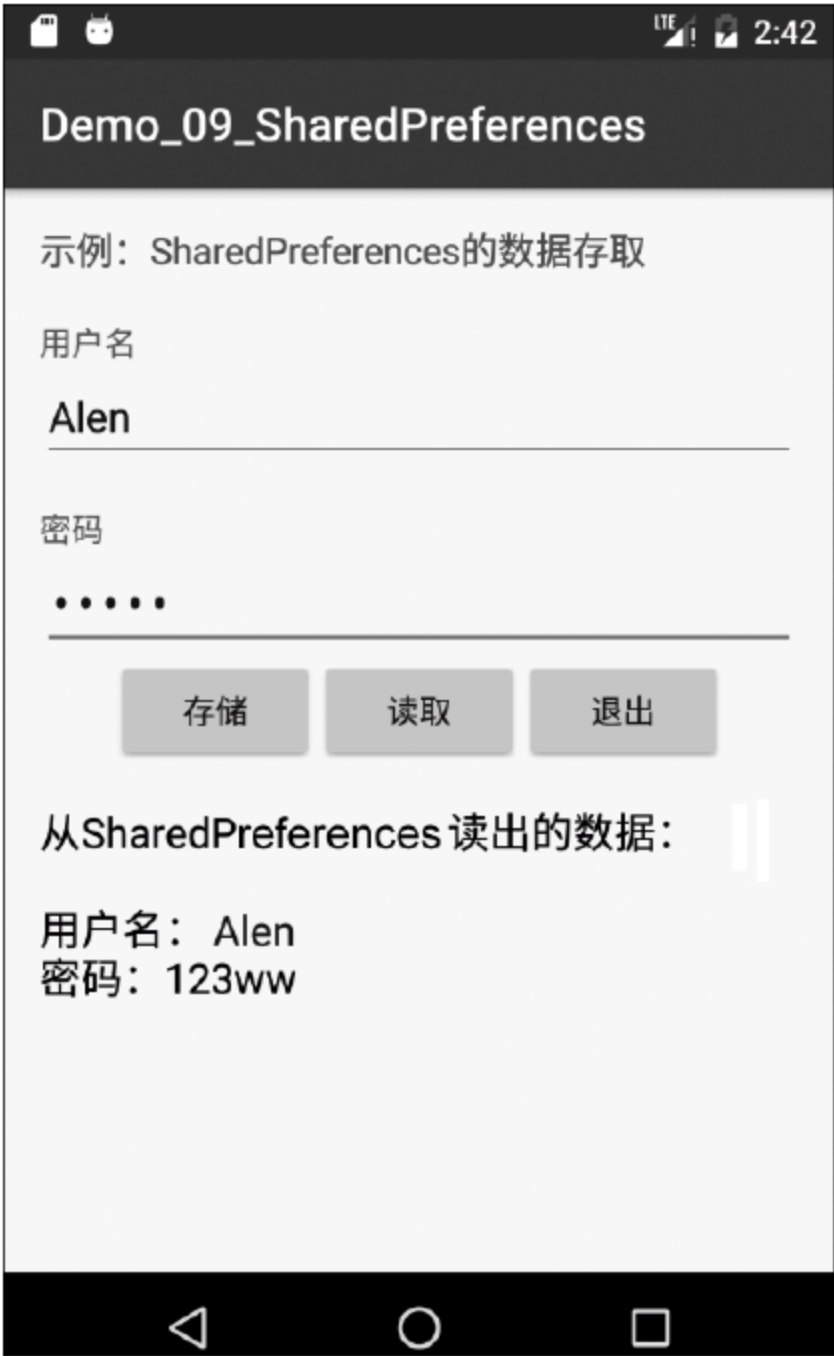 LTE 2:42
Demo_09_SharedPreferences
示例：SharedPreferences的数据存取
用户名
Alen
密码
•••••
存储 读取 退出
从SharedPreferences读出的数据：
用户名： Alen
密码：123ww